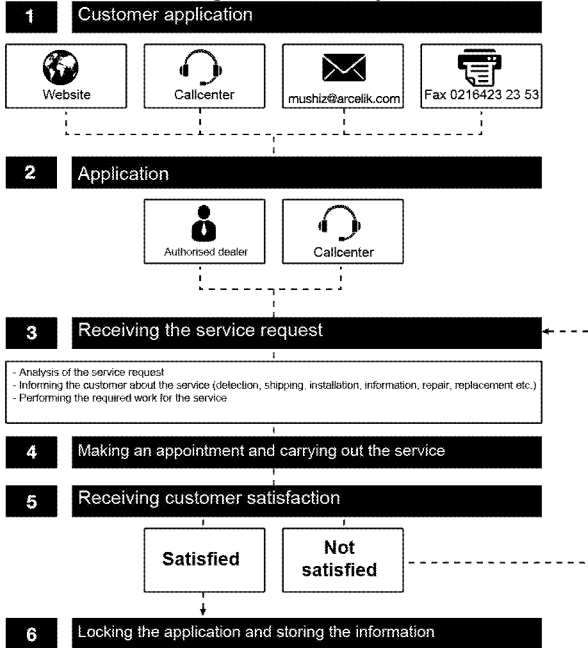 1 Customer application
Website
Callcenter
mushiz@arcelik.com
Fax 0216423 23 53
2 Application
Authorised dealer
Callcenter
3 Receiving the service request
- Analysis of the service request
- Informing the customer about the service (detection, shipping, installation, information, repair, replacement etc.)
- Performing the required work for the service
4 Making an appointment and carrying out the service
5 Receiving customer satisfaction
Satisfied
Not
satisfied
6 Locking the application and storing the information